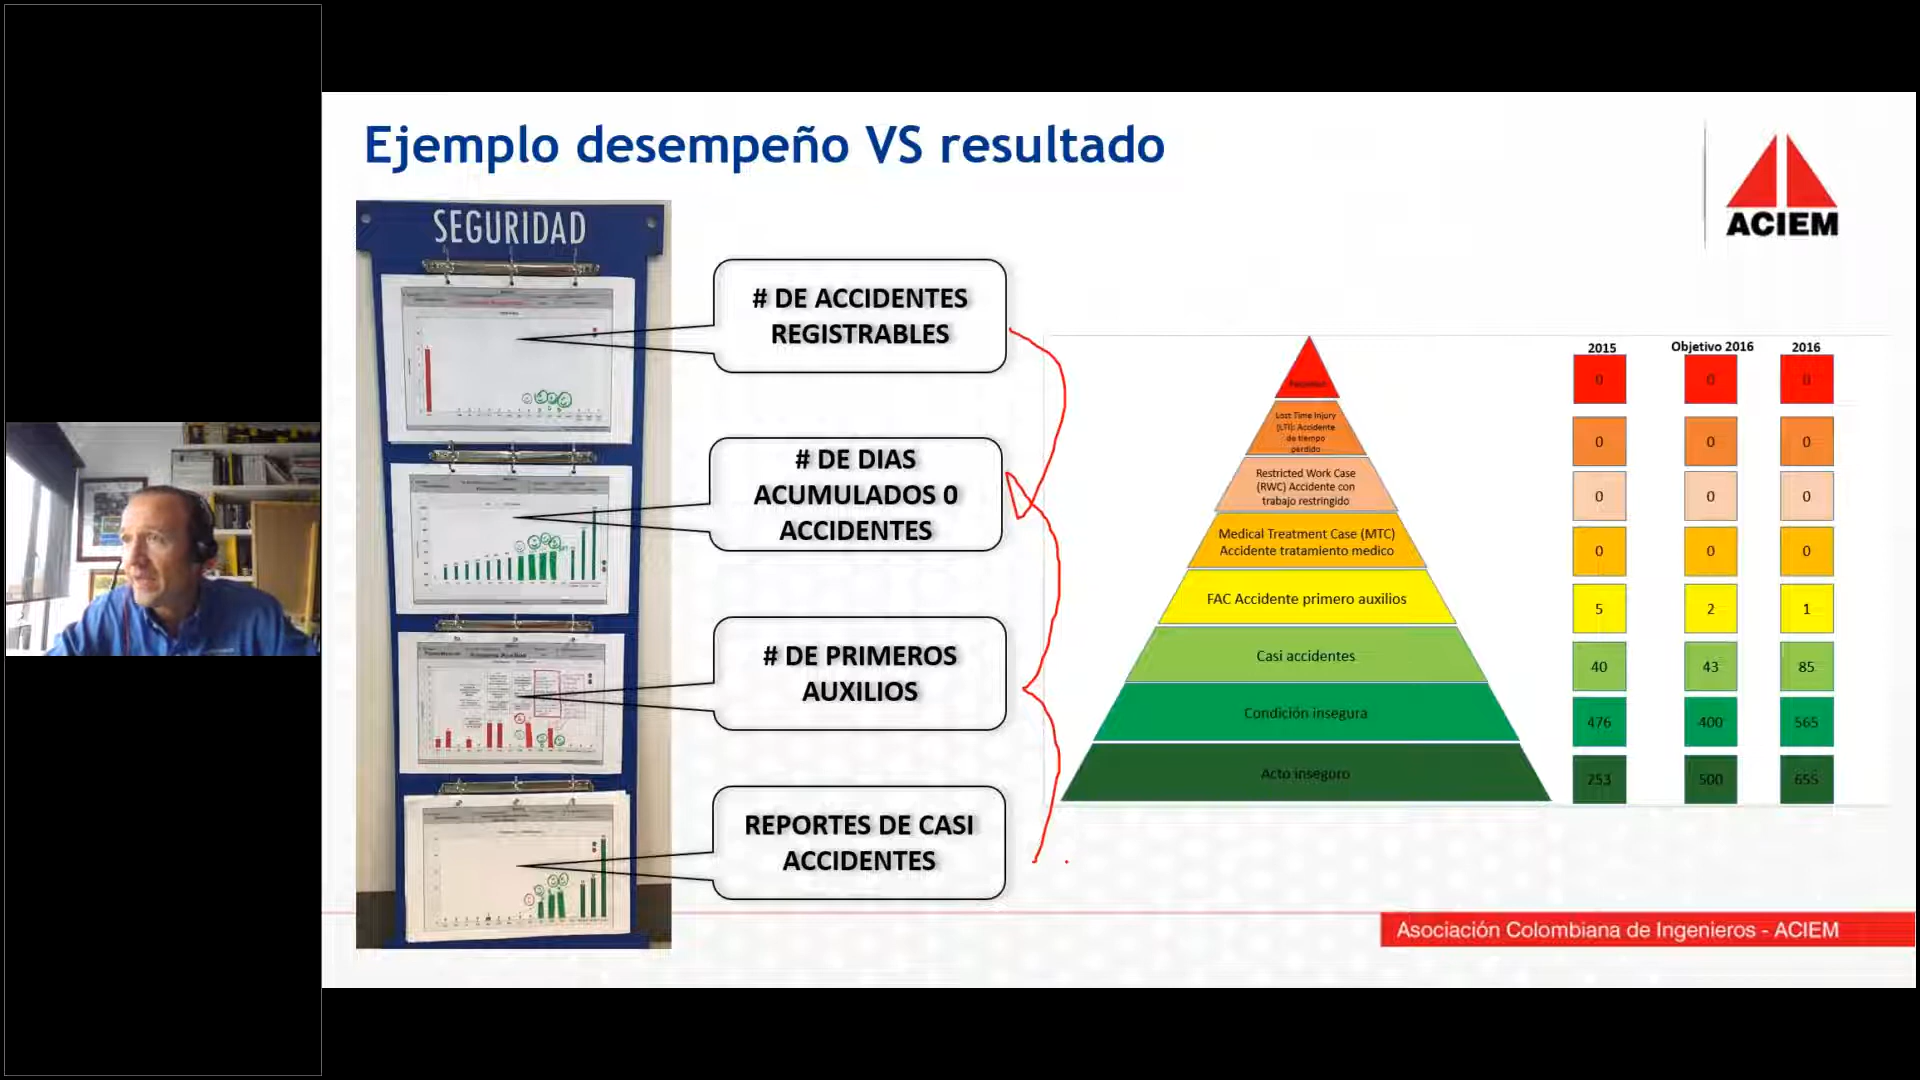 Ejemplo desempeño VS resultado
ACIEM
SEGURIDAD
# DE ACCIDENTES
REGISTRABLES
# DE DIAS
ACUMULADOS 0
ACCIDENTES
# DE PRIMEROS
AUXILIOS
REPORTES DE CASI
ACCIDENTES
2015 Objetivo 2016 2016
0 0 0
Lost Time Injury
(LTI): Accidente
de tiempo
perdido
0 0 0
Restricted Work Case
(RWC) Accidente con
trabajo restringido
0 0 0
Medical Treatment Case (MTC)
Accidente tratamiento medico
0 0 0
FAC Accidente primero auxilios
5 2 1
Casi accidentes
40 43 85
Condición insegura
476 400 565
Acto inseguro
253 500 655
Asociación Colombiana de Ingenieros - ACIEM